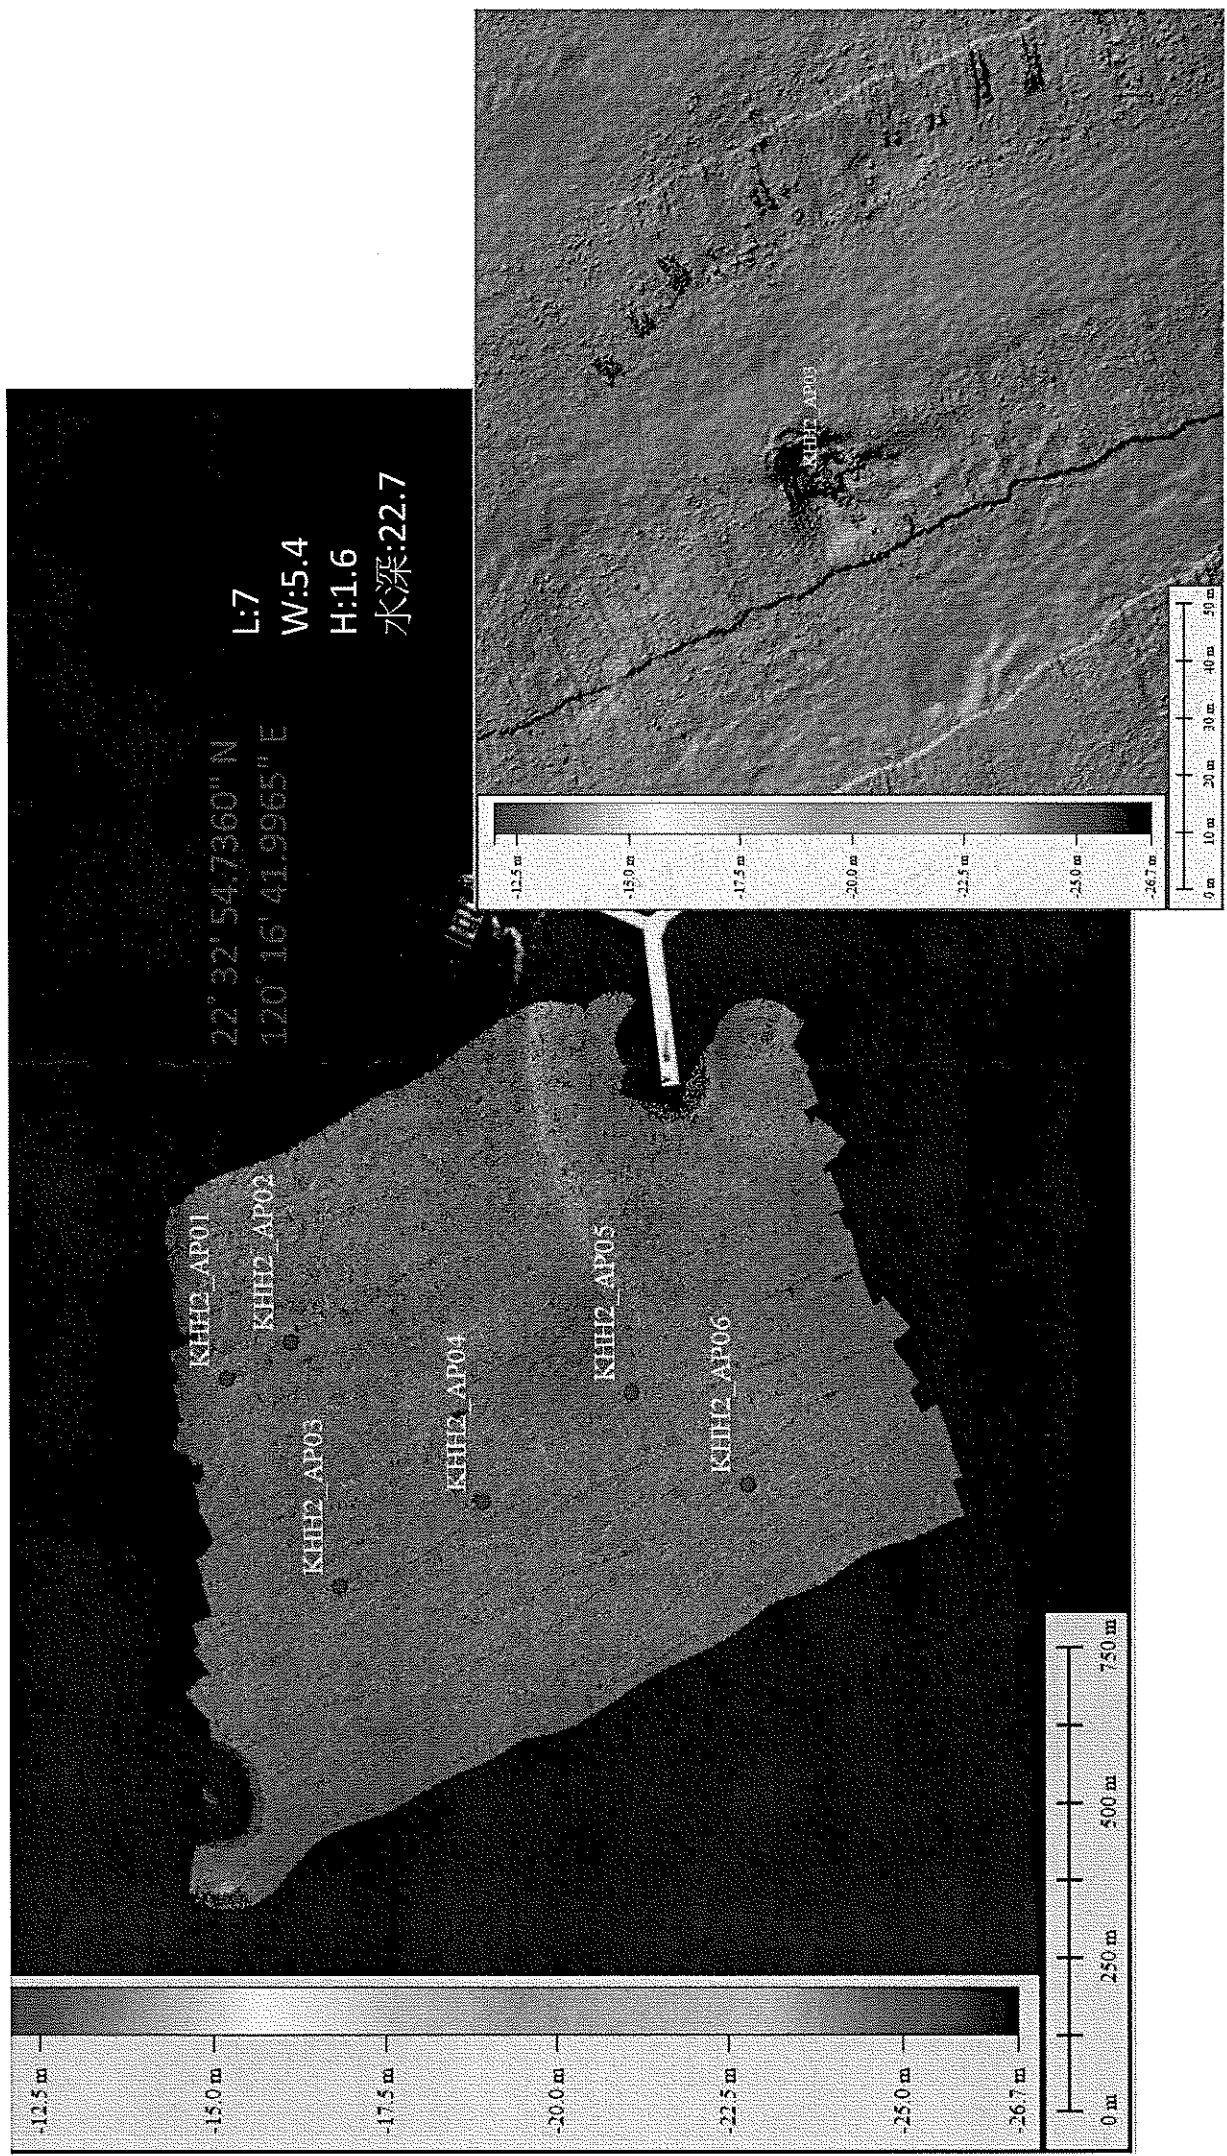 22° 32' 54.7360" N
120° 16' 41.9965" E
L:7
W:5.4
H:1.6
水深:22.7
KHH2_AP01
KHH2_AP02
KHH2_AP03
KHH2_AP04
KHH2_AP05
KHH2_AP06
-12.5 m
-15.0 m
-17.5 m
-20.0 m
-22.5 m
-25.0 m
-26.7 m
0 m 250 m 500 m 750 m
KHH2_AP03
-12.5 m
-15.0 m
-17.5 m
-20.0 m
-22.5 m
-25.0 m
-26.7 m
0 m 10 m 20 m 30 m 40 m 50 m